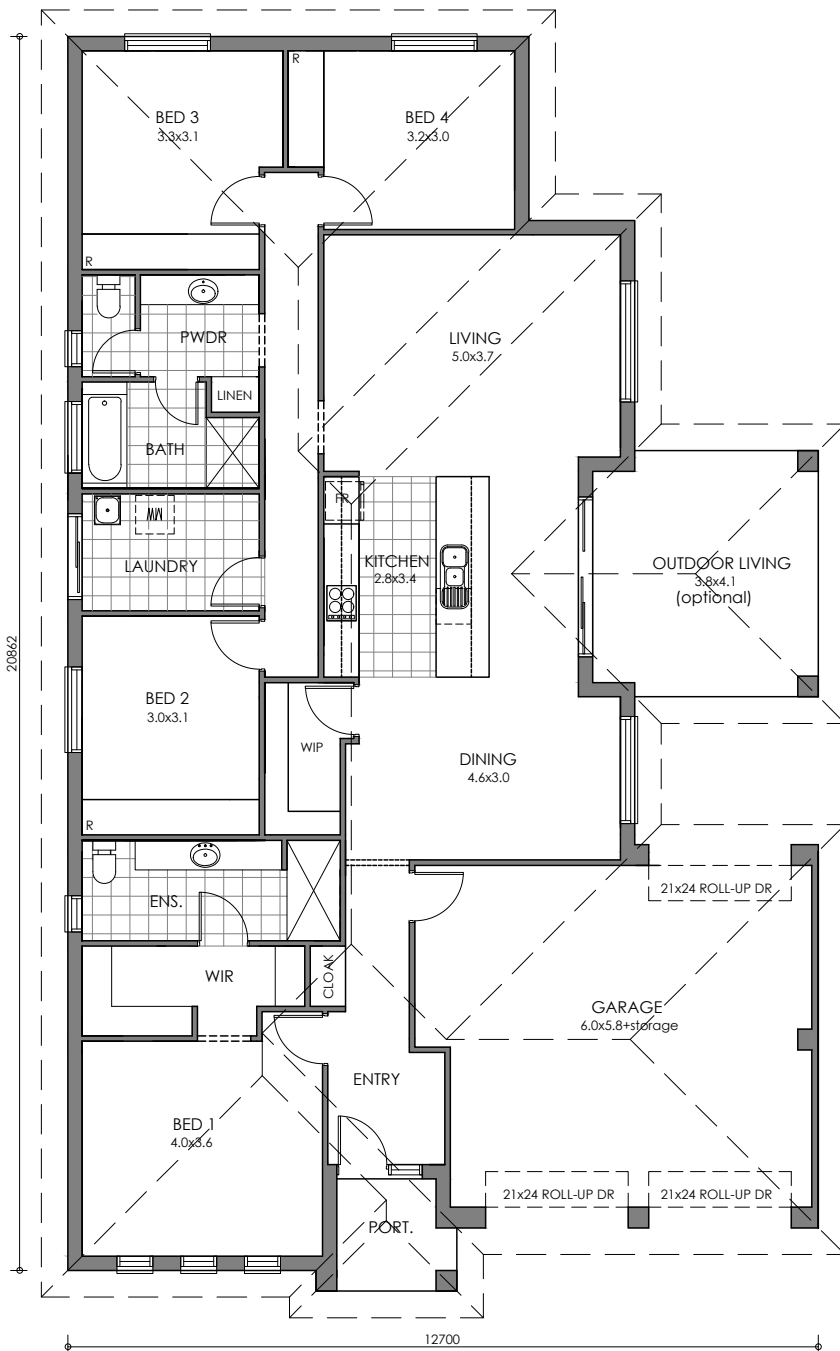 R
BED 3
3.3x3.1
BED 4
3.2x3.0
R
PWDR
LINEN
BATH
LIVING
5.0x3.7
FR
MW
LAUNDRY
KITCHEN
2.8x3.4
OUTDOOR LIVING
3.8x4.1
(optional)
20862
BED 2
3.0x3.1
WIP
DINING
4.6x3.0
R
ENS.
21x24 ROLL-UP DR
WIR
CLOAK
GARAGE
6.0x5.8+storage
ENTRY
BED 1
4.0x3.6
21x24 ROLL-UP DR
21x24 ROLL-UP DR
PORT.
12700